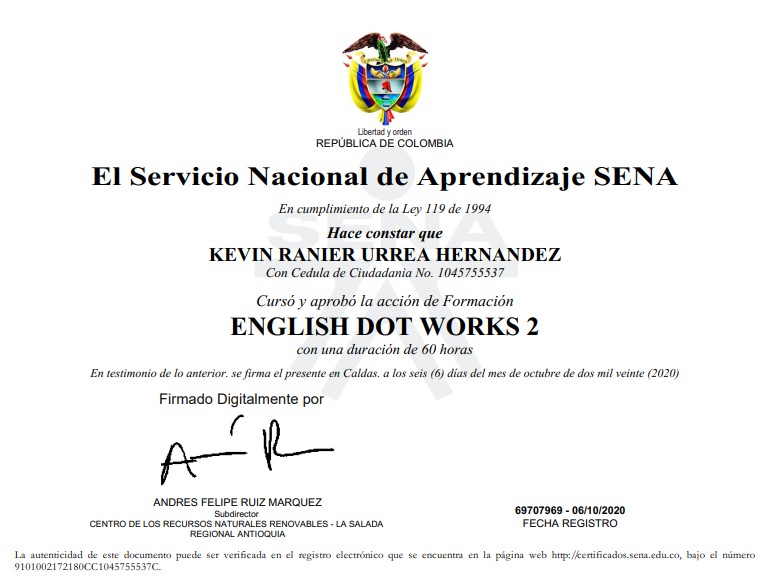 Libertad y orden
REPÚBLICA DE COLOMBIA
El Servicio Nacional de Aprendizaje SENA
En cumplimiento de la Ley 119 de 1994
SENA
Hace constar que
KEVIN RANIER URREA HERNANDEZ
Con Cedula de Ciudadania No. 1045755537
Cursó y aprobó la acción de Formación
ENGLISH DOT WORKS 2
con una duración de 60 horas
En testimonio de lo anterior. se firma el presente en Caldas. a los seis (6) días del mes de octubre de dos mil veinte (2020)
Firmado Digitalmente por
ANDRES FELIPE RUIZ MARQUEZ
Subdirector
CENTRO DE LOS RECURSOS NATURALES RENOVABLES - LA SALADA
REGIONAL ANTIOQUIA
69707969 - 06/10/2020
FECHA REGISTRO
La autenticidad de este documento puede ser verificada en el registro electrónico que se encuentra en la página web http://certificados.sena.edu.co, bajo el número
9101002172180CC1045755537C.